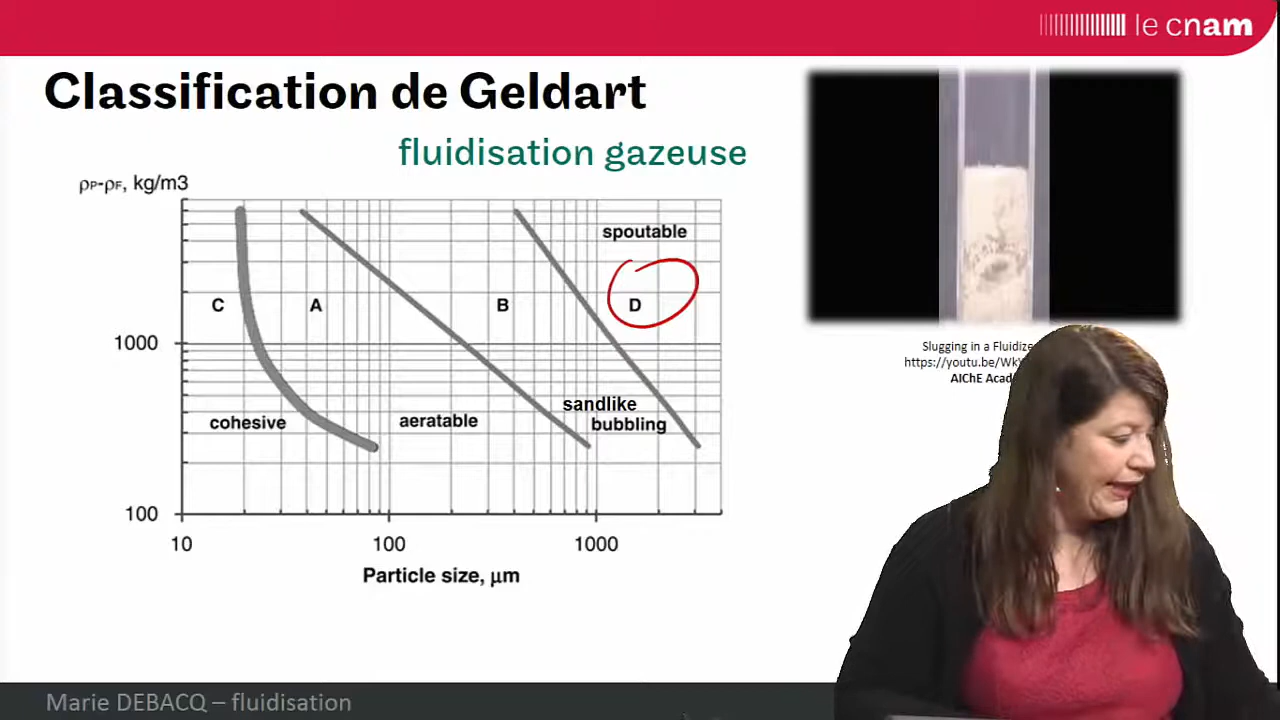 le cnam
Classification de Geldart
fluidisation gazeuse
ρP-ρF, kg/m3
spoutable
C
A
B
D
1000
sandlike
bubbling
cohesive
aeratable
100
10
100
1000
Particle size, μm
Slugging in a Fluidize
https://youtu.be/Wk
AIChE Acad
Marie DEBACQ – fluidisation